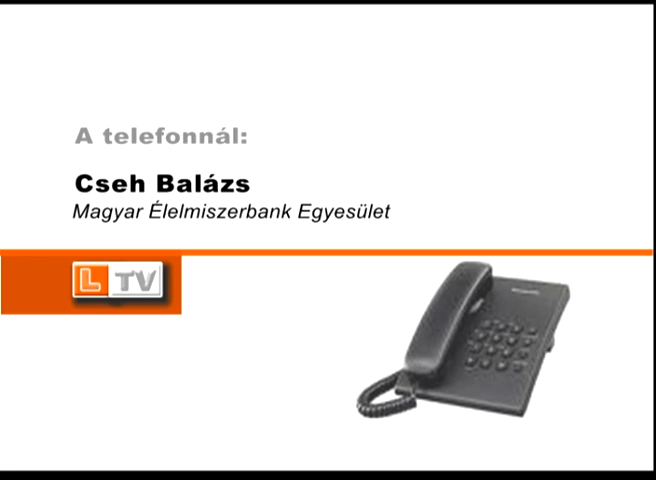 A telefonnál:
Cseh Balázs
Magyar Élelmiszerbank Egyesület
L TV